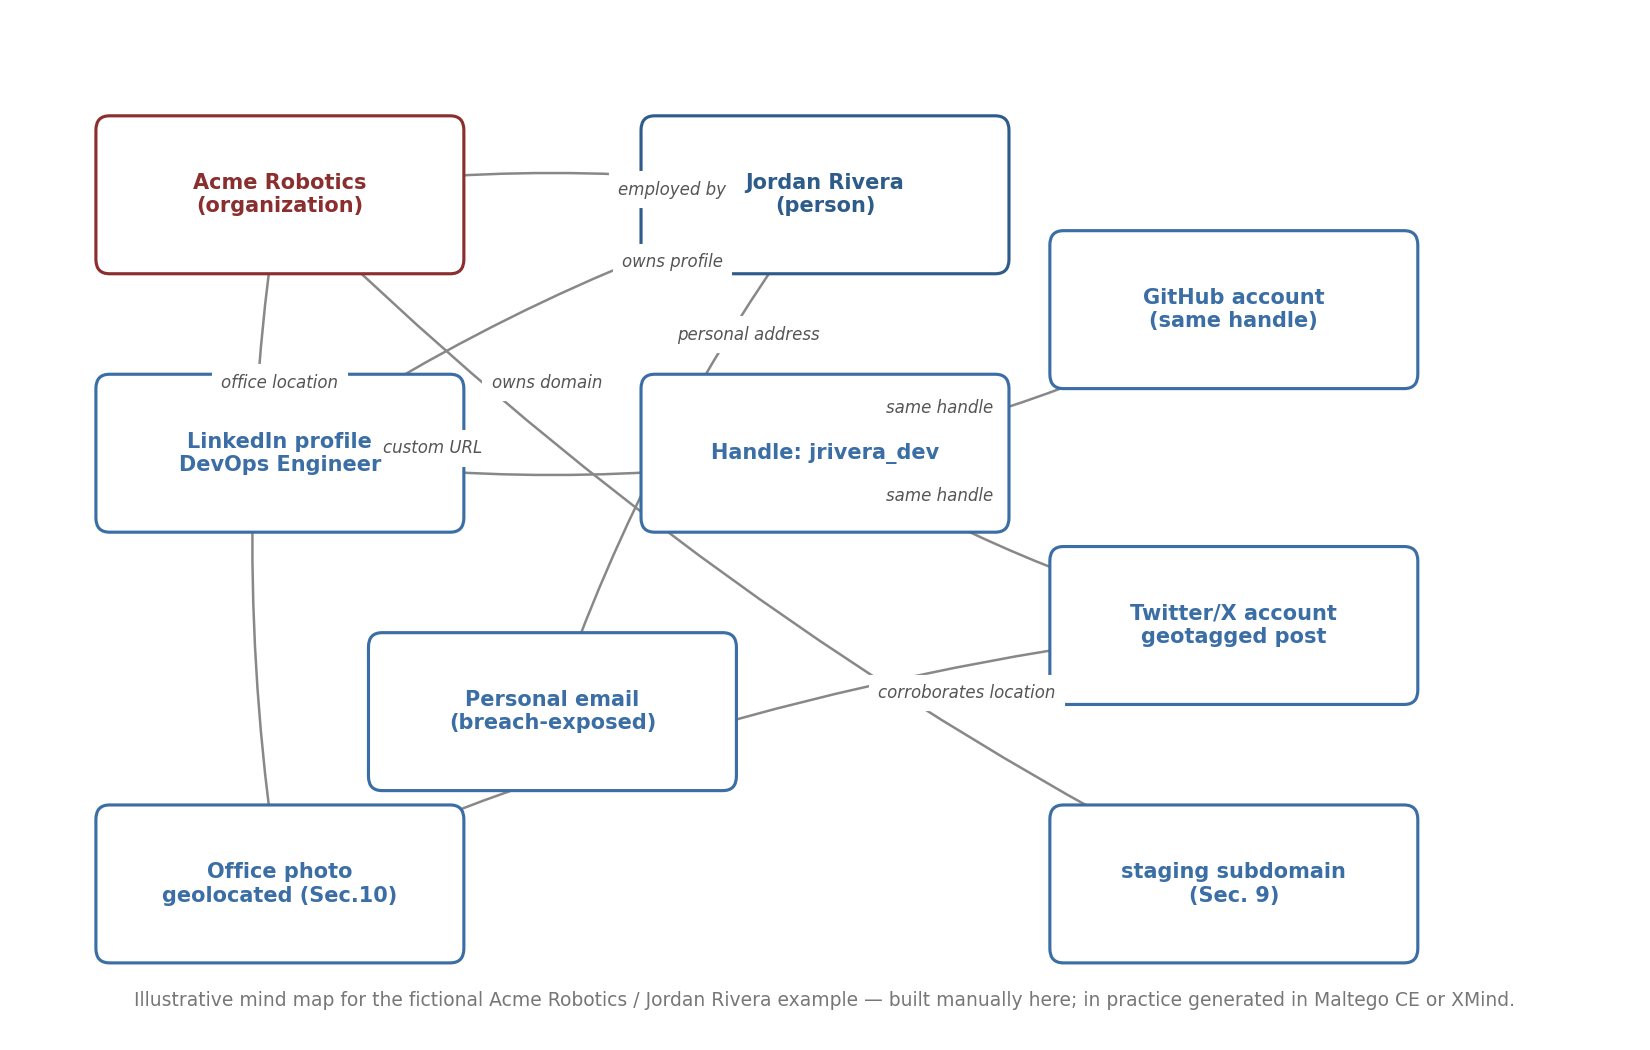 Acme Robotics
(organization)
employed by
Jordan Rivera
(person)
owns profile
GitHub account
(same handle)
personal address
office location
owns domain
same handle
LinkedIn profile
DevOps Engineer
custom URL
Handle: jrivera_dev
same handle
Twitter/X account
geotagged post
Personal email
(breach-exposed)
corroborates location
Office photo
geolocated (Sec.10)
staging subdomain
(Sec. 9)
Illustrative mind map for the fictional Acme Robotics / Jordan Rivera example — built manually here; in practice generated in Maltego CE or XMind.